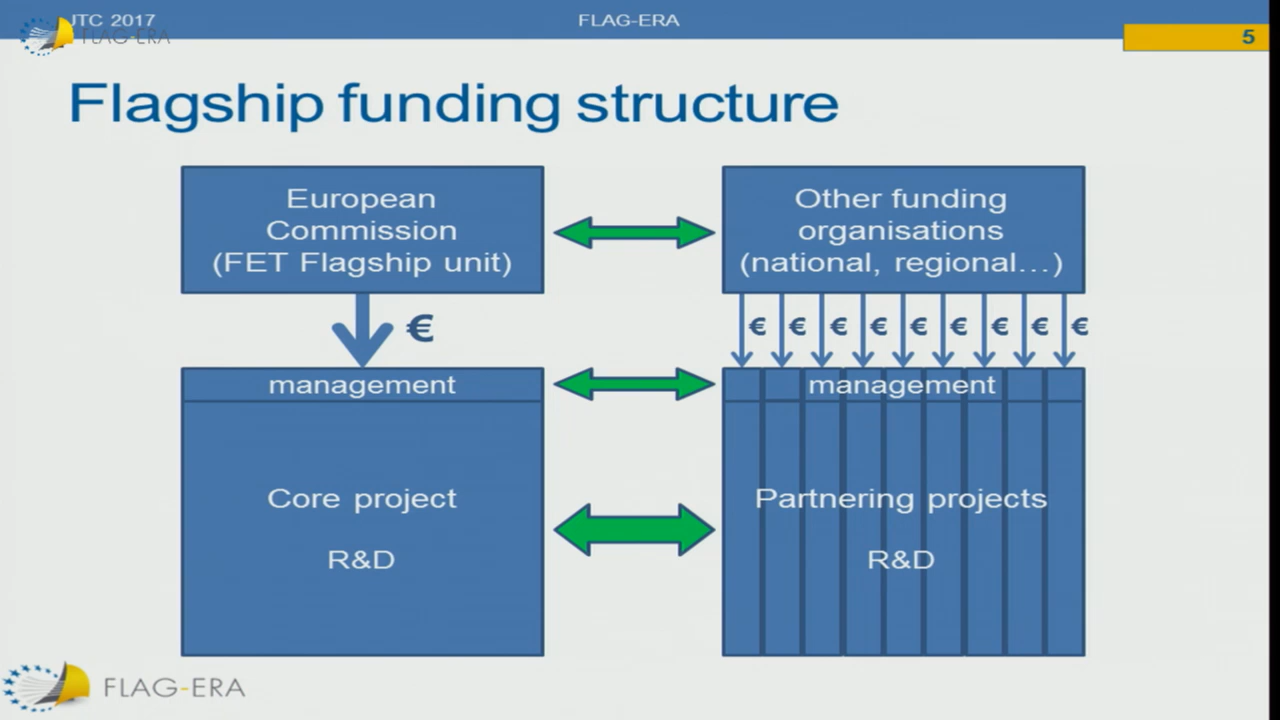 JTC 2017
FLAG-ERA
5
FLAG-ERA
Flagship funding structure
European
Commission
(FET Flagship unit)
Other funding
organisations
(national, regional…)
€
€ € € € € € € € €
management
management
Core project
R&D
Partnering projects
R&D
FLAG-ERA